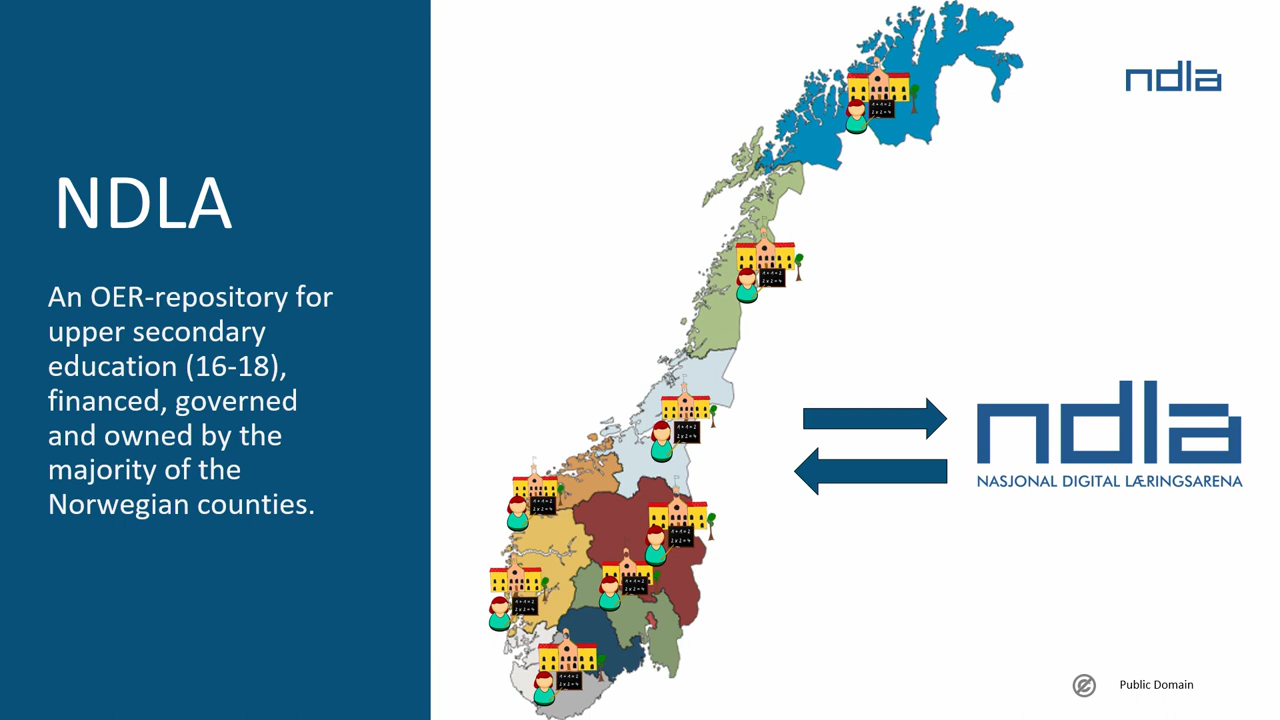 NDLA
An OER-repository for
upper secondary
education (16-18),
financed, governed
and owned by the
majority of the
Norwegian counties.
ndla
ndla
NASJONAL DIGITAL LÆRINGSARENA
Public Domain